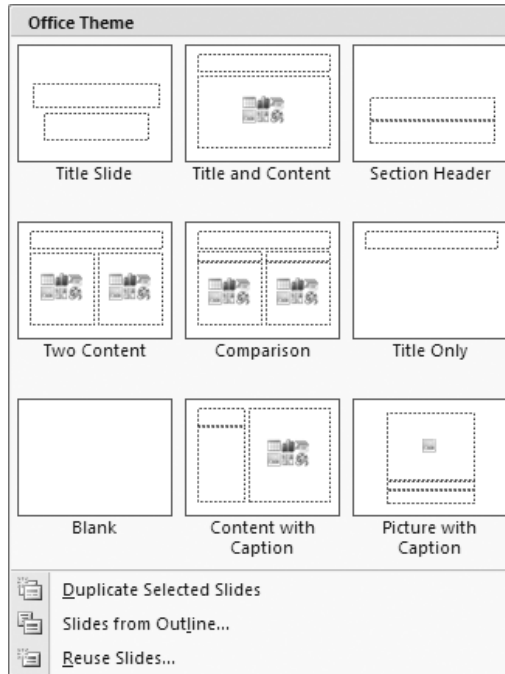 Office Theme
Title Slide
Title and Content
Section Header
Two Content
Comparison
Title Only
Blank
Content with
Caption
Picture with
Caption
Duplicate Selected Slides
Slides from Outline...
Reuse Slides...